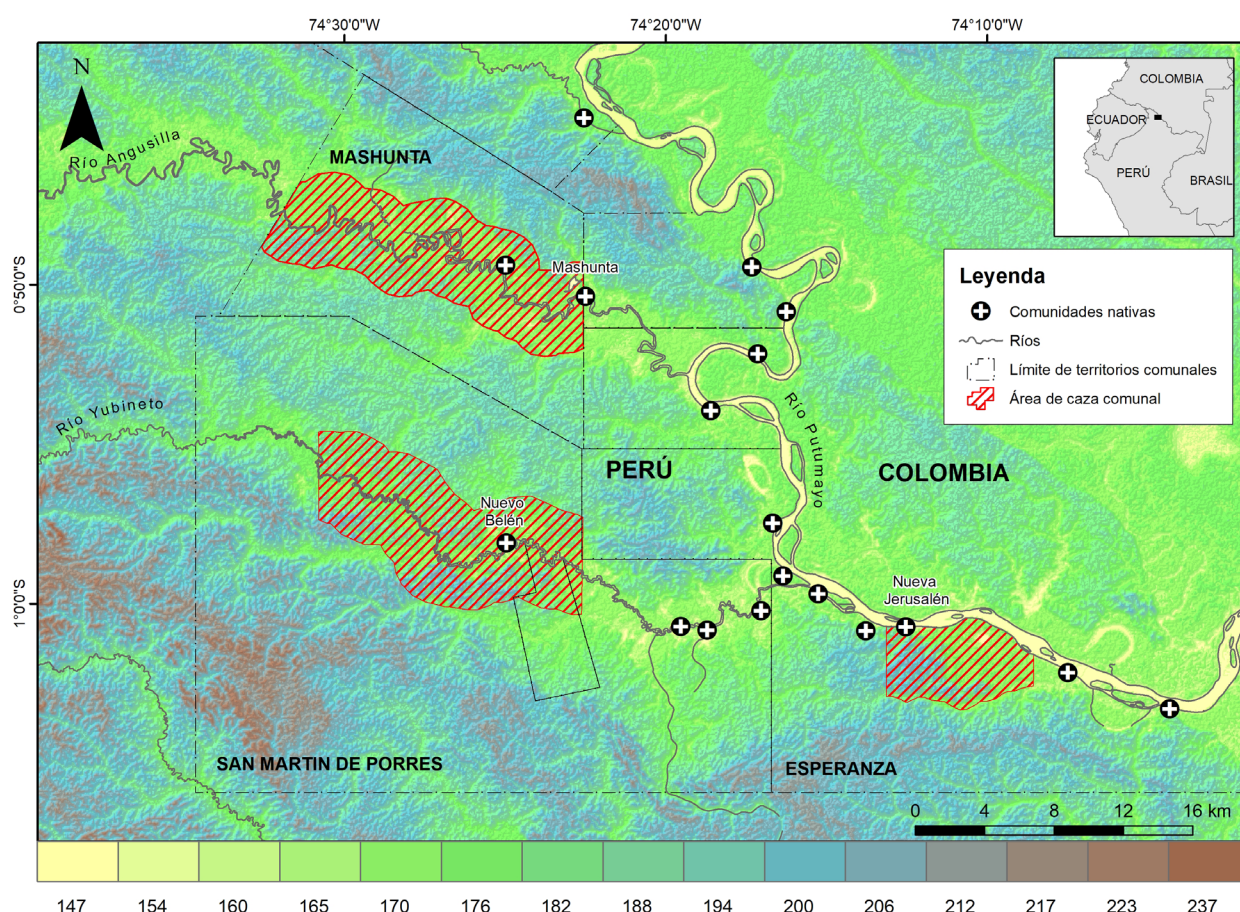 74°30'0"W 74°20'0"W 74°10'0"W
N
Río Angusilla
MASHUNTA
COLOMBIA
ECUADOR
PERÚ
BRASIL
0°50'0"S
Mashunta
Leyenda
Comunidades nativas
Ríos
Límite de territorios comunales
Área de caza comunal
Río Yubineto
Río Putumayo
PERÚ
COLOMBIA
Nuevo
Belén
1°0'0"S
Nueva
Jerusalén
SAN MARTIN DE PORRES
ESPERANZA
0 4 8 12 16 km
147 154 160 165 170 176 182 188 194 200 206 212 217 223 237